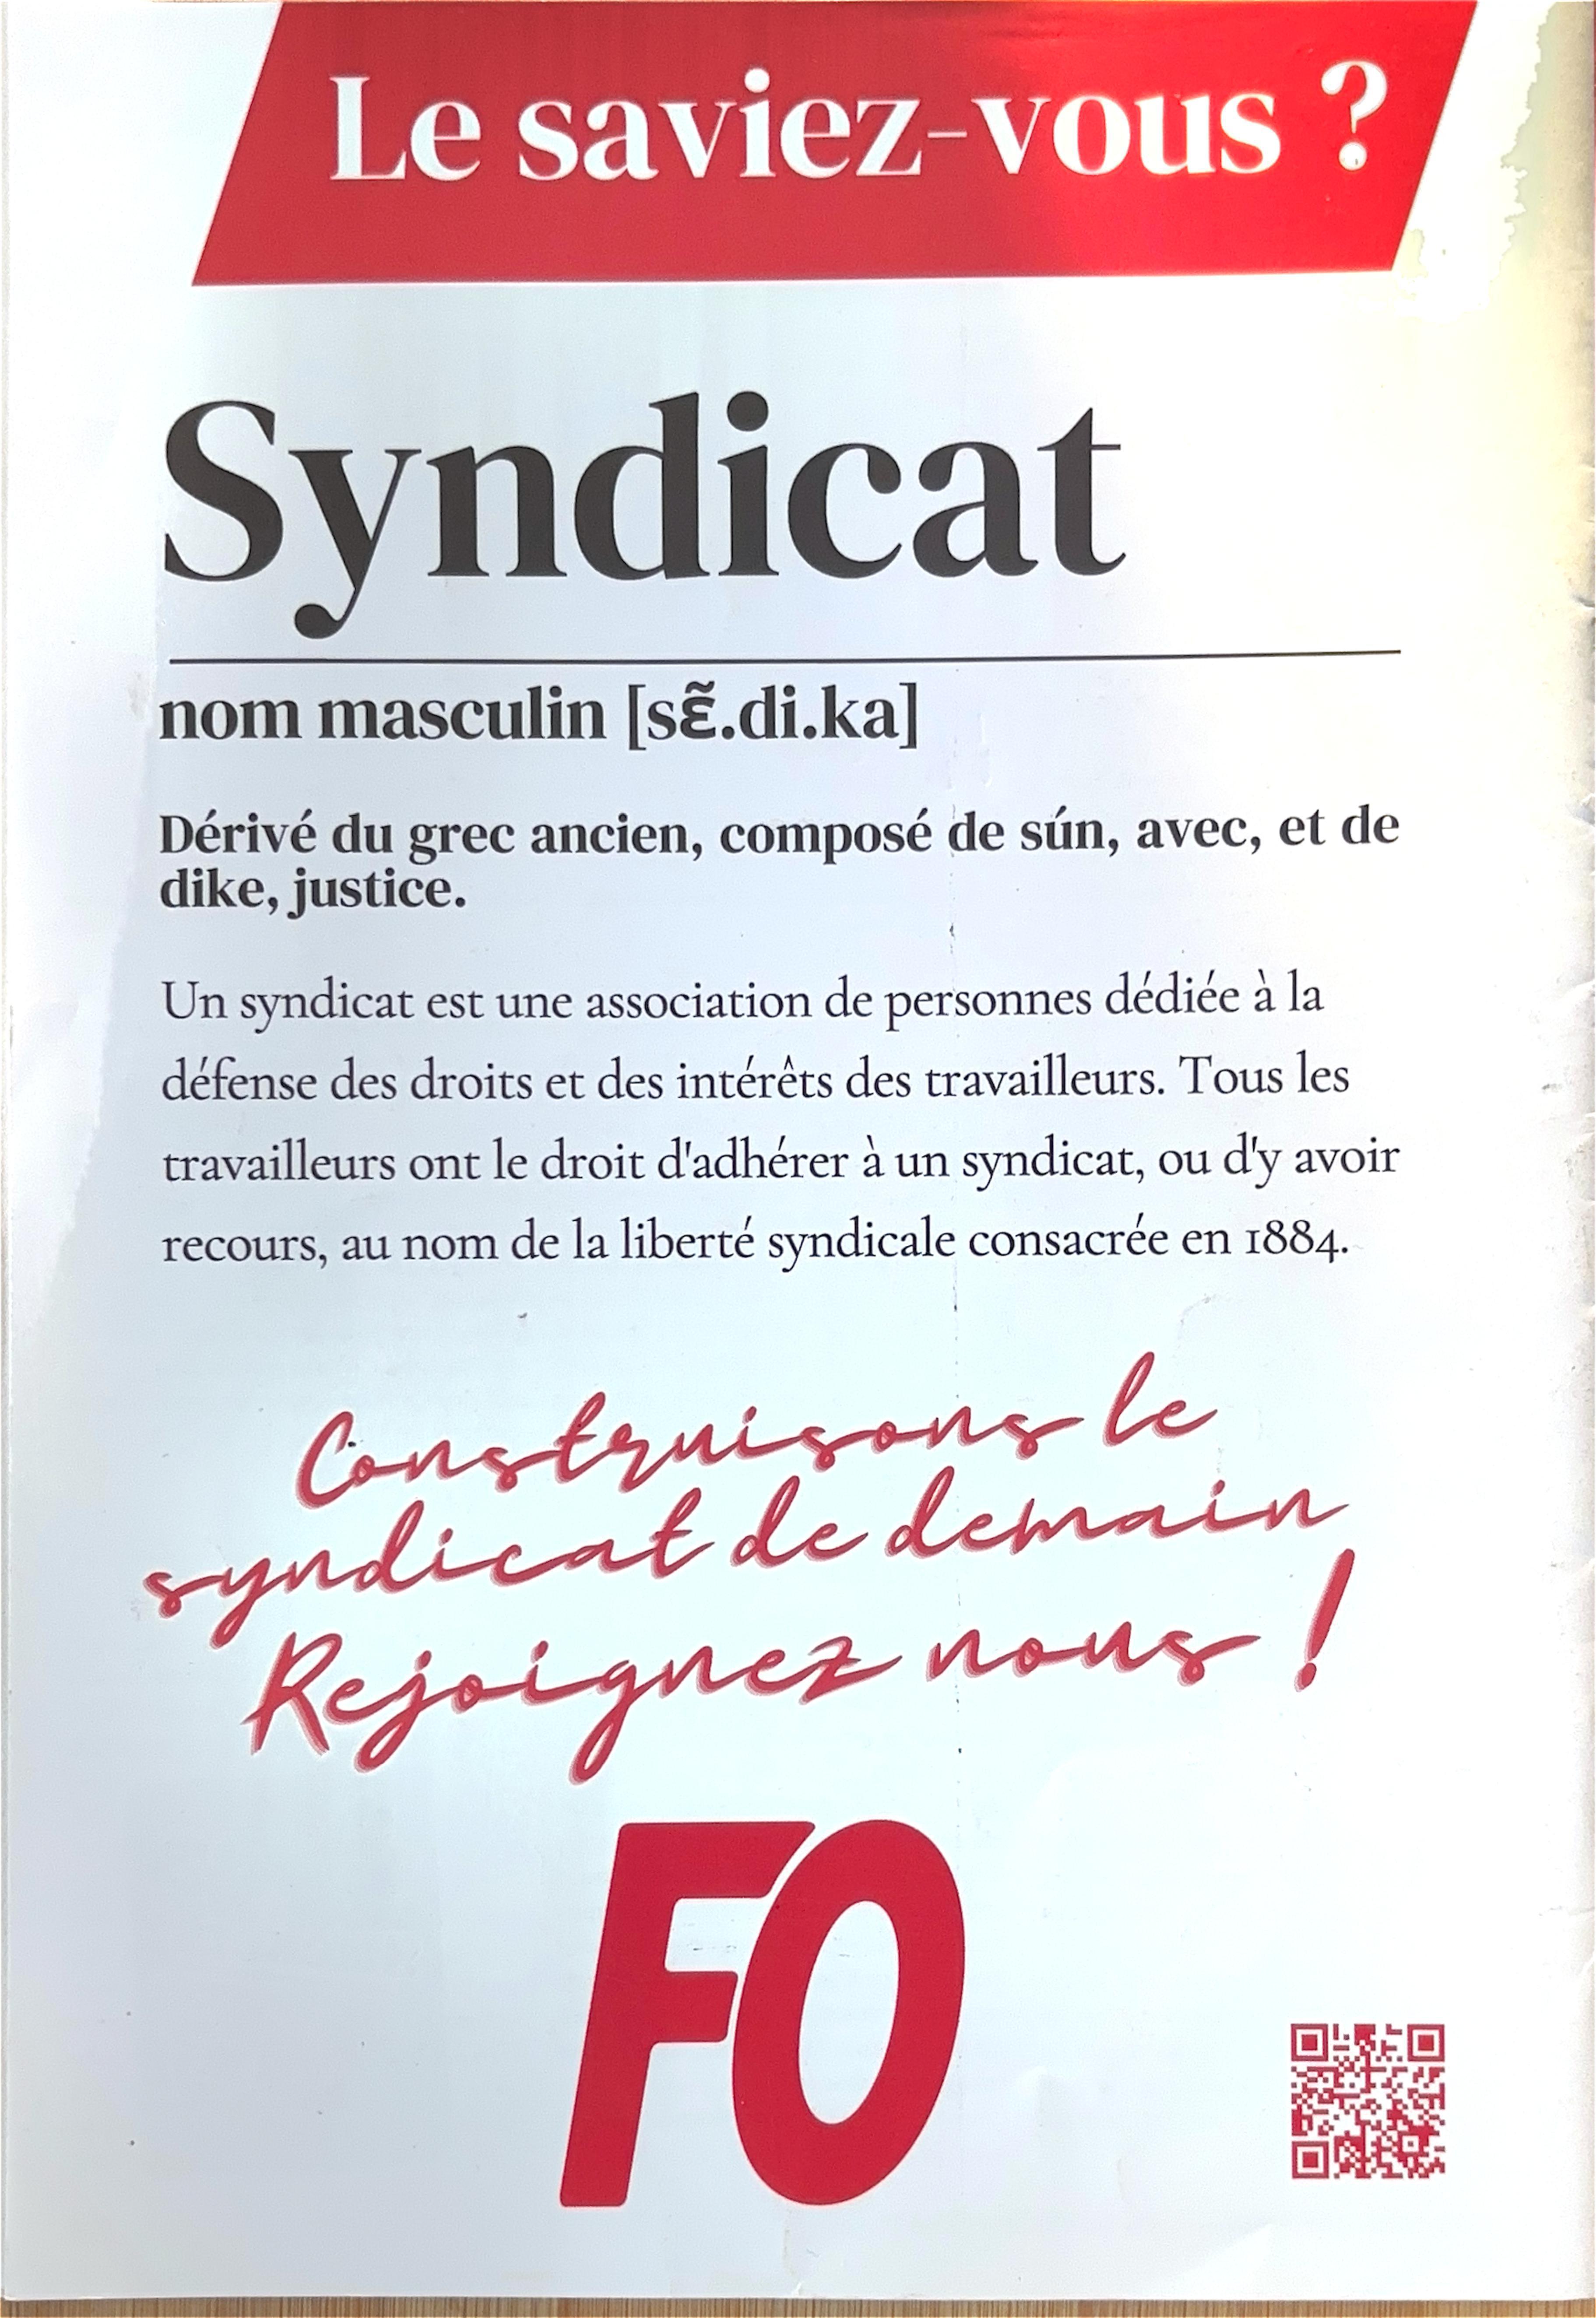 Le saviez-vous ?
Syndicat
nom masculin [sɛ̃.di.ka]
Dérivé du grec ancien, composé de sún, avec, et de
dike, justice.
Un syndicat est une association de personnes dédiée à la
défense des droits et des intérêts des travailleurs. Tous les
travailleurs ont le droit d'adhérer à un syndicat, ou d'y avoir
recours, au nom de la liberté syndicale consacrée en 1884.
Construisons le
syndicat de demain
Rejoignez nous !
FO